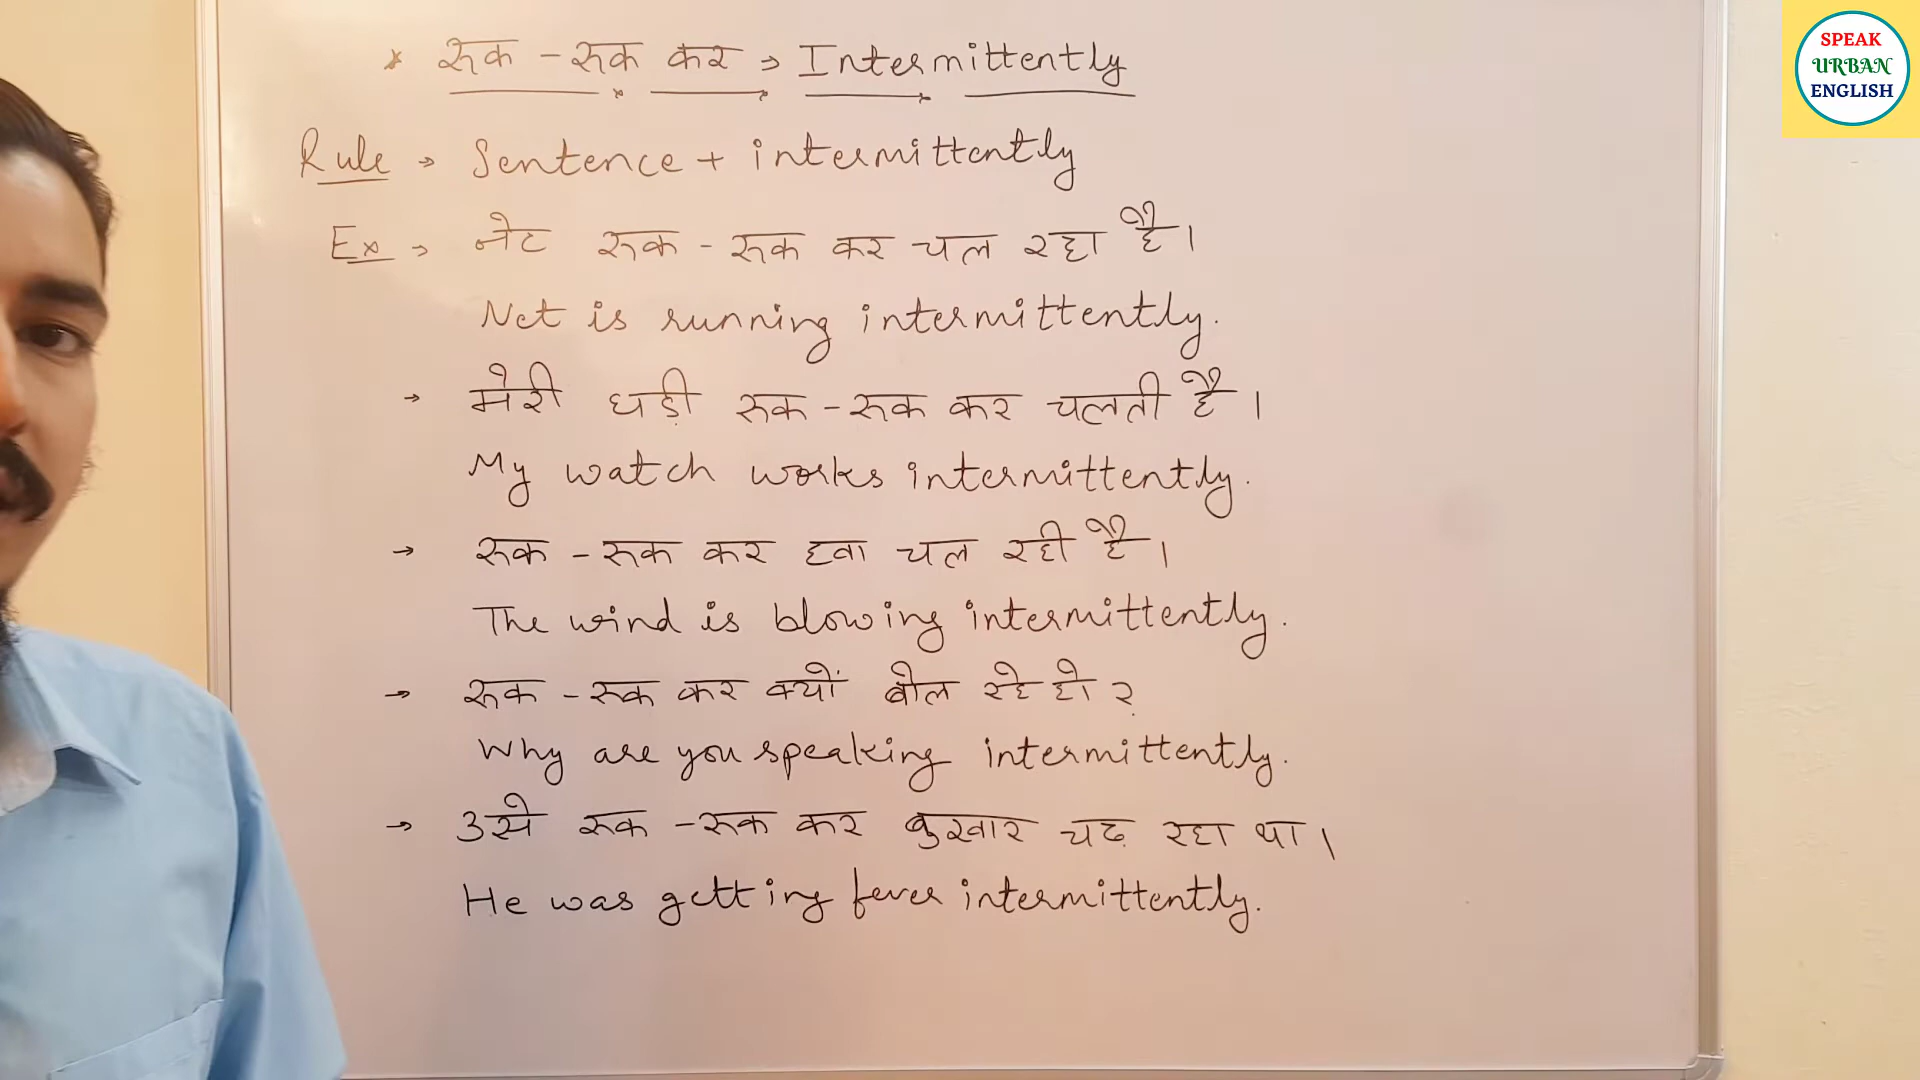 * रूक - रूक कर → Intermittently
Rule → Sentence + intermittently
Ex → नेट रूक - रूक कर चल रहा है।
Net is running intermittently.
→ मेरी घड़ी रूक - रूक कर चलती है।
My watch works intermittently.
→ रूक - रूक कर हवा चल रही है।
The wind is blowing intermittently.
→ रूक - रूक कर क्यों बोल रहे हो ?
Why are you speaking intermittently.
→ उसे रूक - रूक कर बुखार चढ़ रहा था।
He was getting fever intermittently.
SPEAK
URBAN
ENGLISH